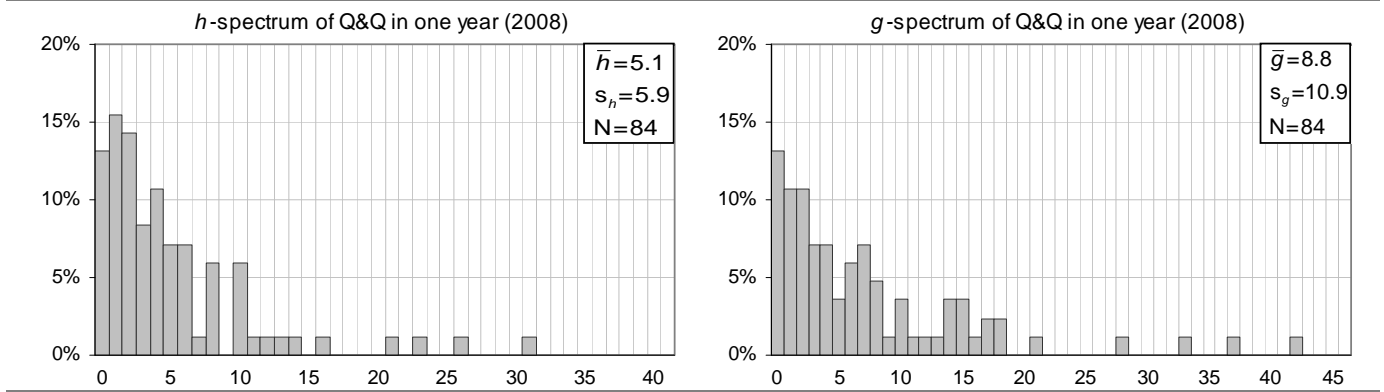 h-spectrum of Q&Q in one year (2008)
20%
15%
10%
5%
0%
0 5 10 15 20 25 30 35 40
h̅=5.1
sₕ=5.9
N=84
g-spectrum of Q&Q in one year (2008)
20%
15%
10%
5%
0%
0 5 10 15 20 25 30 35 40 45
g̅=8.8
s_g=10.9
N=84